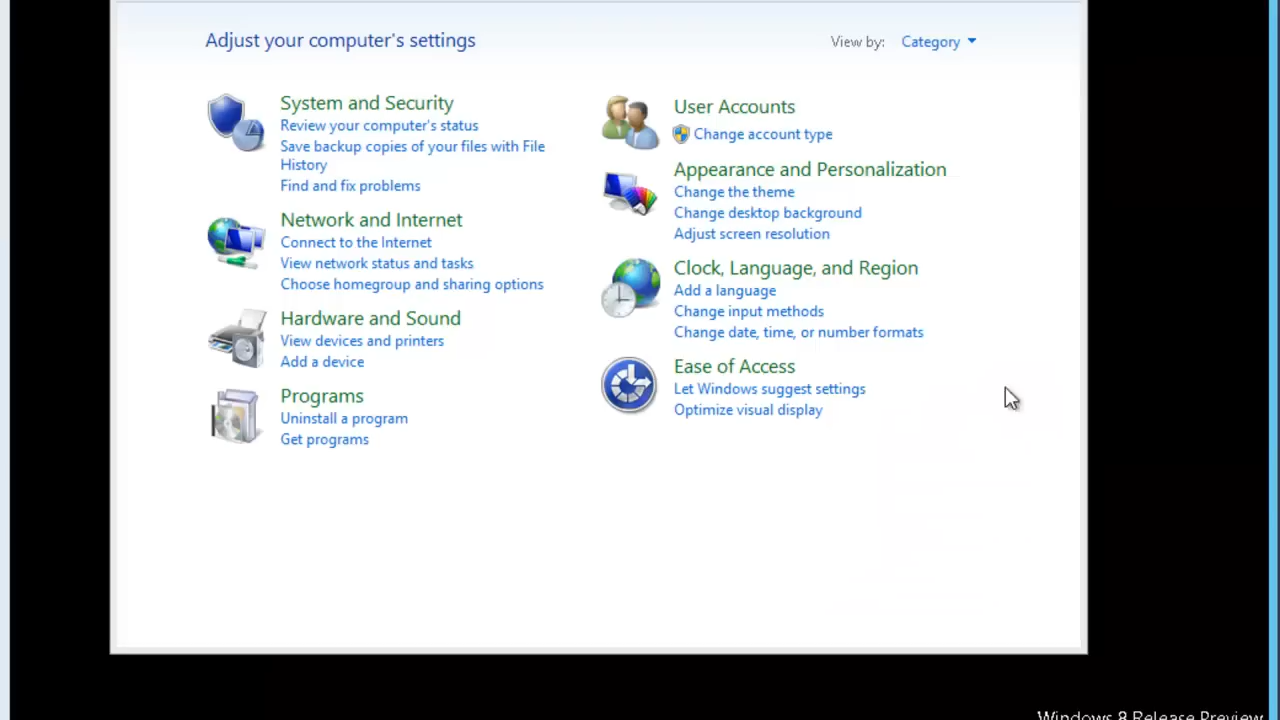 Adjust your computer's settings
View by: Category
System and Security
Review your computer's status
Save backup copies of your files with File
History
Find and fix problems
Network and Internet
Connect to the Internet
View network status and tasks
Choose homegroup and sharing options
Hardware and Sound
View devices and printers
Add a device
Programs
Uninstall a program
Get programs
User Accounts
Change account type
Appearance and Personalization
Change the theme
Change desktop background
Adjust screen resolution
Clock, Language, and Region
Add a language
Change input methods
Change date, time, or number formats
Ease of Access
Let Windows suggest settings
Optimize visual display
Windows 8 Release Preview